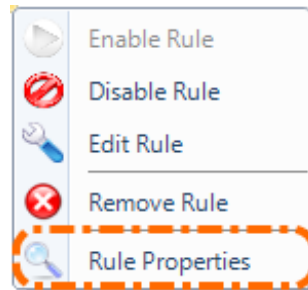 Enable Rule
Disable Rule
Edit Rule
Remove Rule
Rule Properties